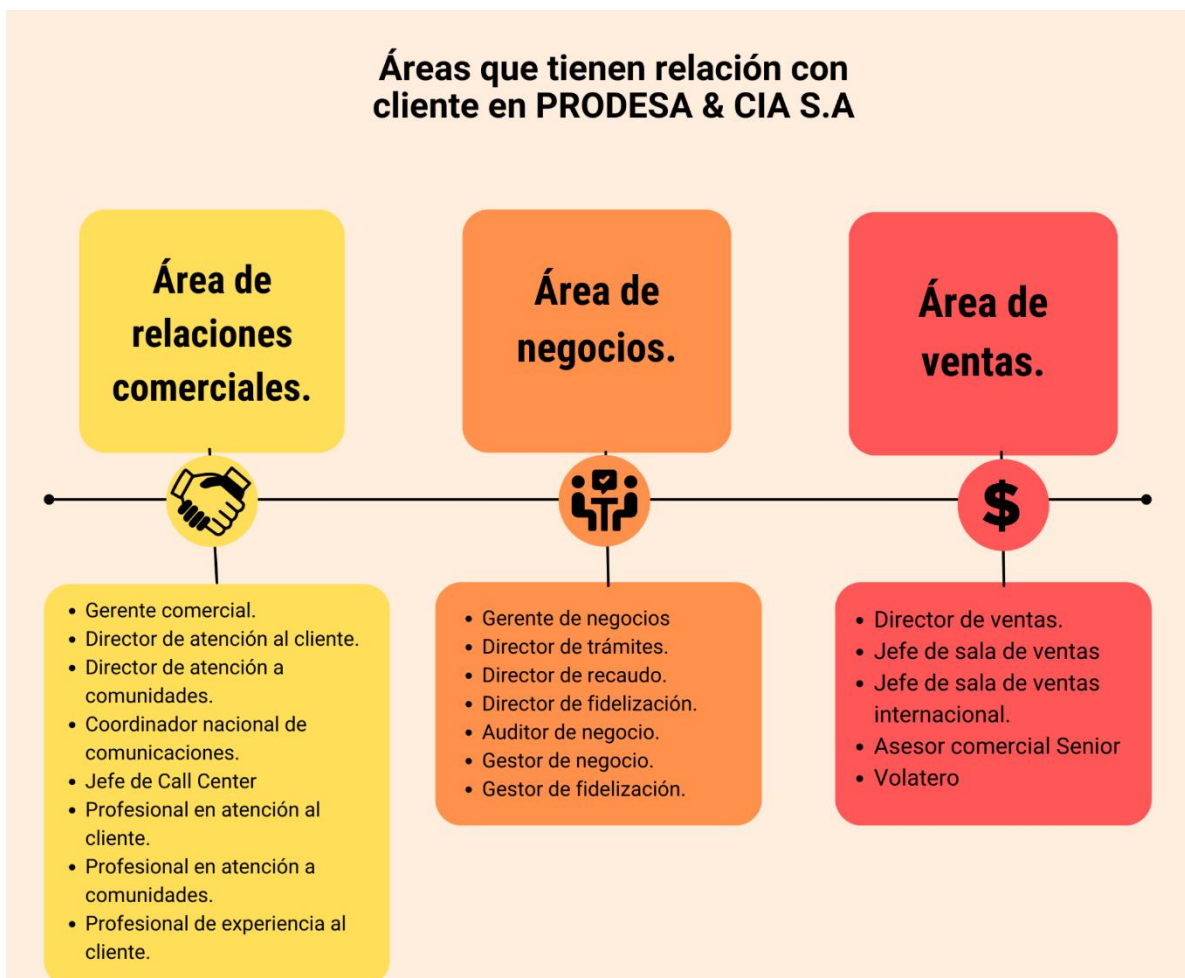 Áreas que tienen relación con
cliente en PRODESA & CIA S.A
Área de
relaciones
comerciales.
Área de
negocios.
Área de
ventas.
$
• Gerente comercial.
• Director de atención al cliente.
• Director de atención a
comunidades.
• Coordinador nacional de
comunicaciones.
• Jefe de Call Center
• Profesional en atención al
cliente.
• Profesional en atención a
comunidades.
• Profesional de experiencia al
cliente.
• Gerente de negocios
• Director de trámites.
• Director de recaudo.
• Director de fidelización.
• Auditor de negocio.
• Gestor de negocio.
• Gestor de fidelización.
• Director de ventas.
• Jefe de sala de ventas
• Jefe de sala de ventas
internacional.
• Asesor comercial Senior
• Volatero